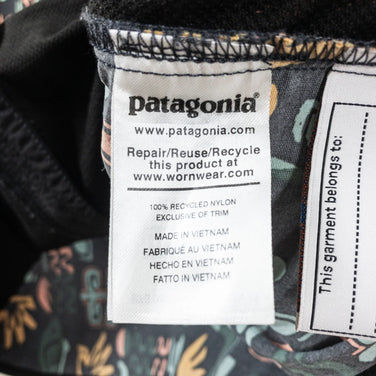 patagonia®
www.patagonia.com
Repair/Reuse/Recycle
this product at
www.wornwear.com
100% RECYCLED NYLON
EXCLUSIVE OF TRIM
MADE IN VIETNAM
FABRIQUÉ AU VIETNAM
HECHO EN VIETNAM
FATTO IN VIETNAM
This garment belongs to: